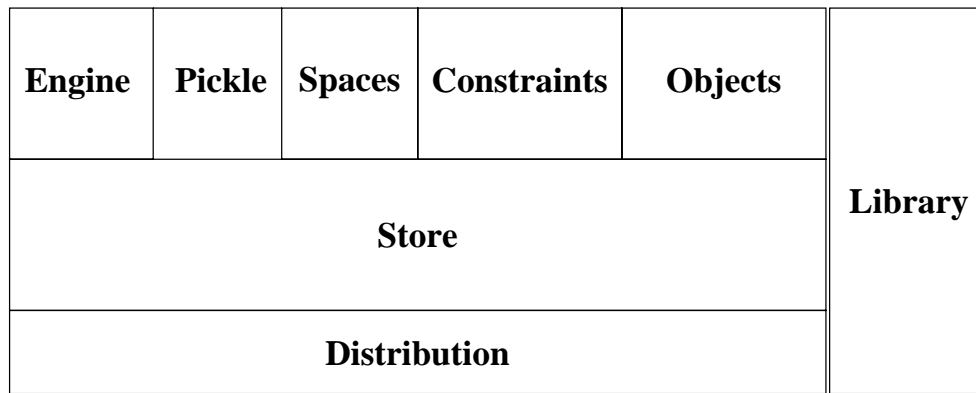 Engine Pickle Spaces Constraints Objects
Library
Store
Distribution